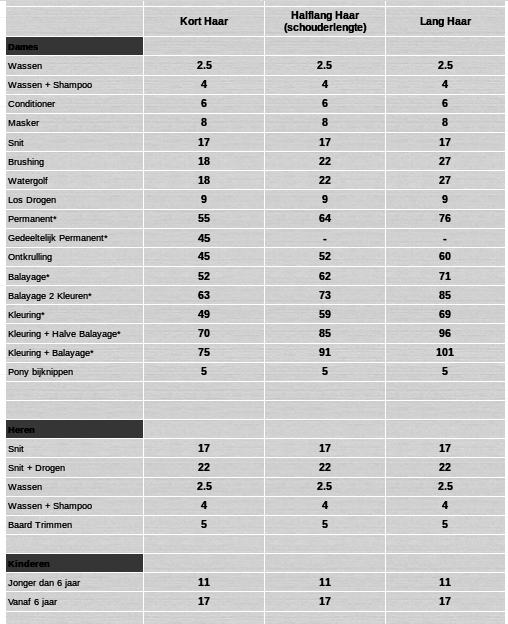 Kort Haar Halflang Haar (schouderlengte) Lang Haar
Dames
Wassen 2.5 2.5 2.5
Wassen + Shampoo 4 4 4
Conditioner 6 6 6
Masker 8 8 8
Snit 17 17 17
Brushing 18 22 27
Watergolf 18 22 27
Los Drogen 9 9 9
Permanent* 55 64 76
Gedeeltelijk Permanent* 45 - -
Ontkrulling 45 52 60
Balayage* 52 62 71
Balayage 2 Kleuren* 63 73 85
Kleuring* 49 59 69
Kleuring + Halve Balayage* 70 85 96
Kleuring + Balayage* 75 91 101
Pony bijknippen 5 5 5
Heren
Snit 17 17 17
Snit + Drogen 22 22 22
Wassen 2.5 2.5 2.5
Wassen + Shampoo 4 4 4
Baard Trimmen 5 5 5
Kinderen
Jonger dan 6 jaar 11 11 11
Vanaf 6 jaar 17 17 17